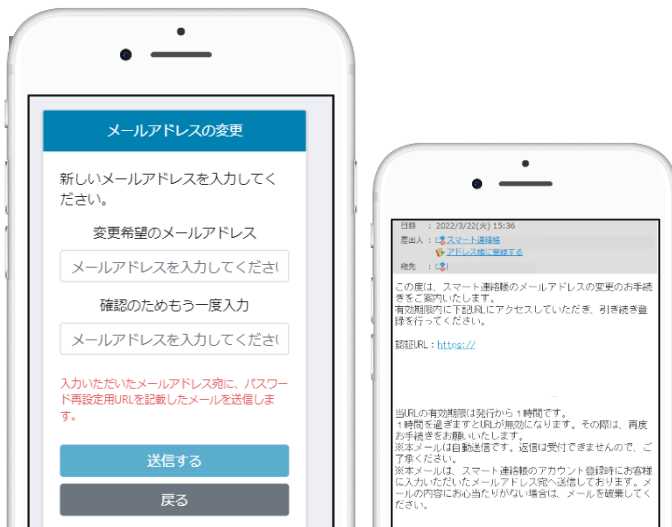 メールアドレスの変更
新しいメールアドレスを入力してく
ださい。
変更希望のメールアドレス
メールアドレスを入力してくださ
確認のためもう一度入力
メールアドレスを入力してくださ
入力いただいたメールアドレス宛に、パスワー
ド再設定用URLを記載したメールを送信しま
す。
送信する
戻る
日時 : 2022/3/22(火) 15:36
差出人 : スマート連絡帳
アドレス帳に登録する
宛先 :
この度は、スマート連絡帳のメールアドレスの変更のお手続
きをご案内いたします。
有効期限内に下記URLにアクセスしていただき、引き続き登
録を行ってください。
認証URL : https://
当URLの有効期限は発行から1時間です。
1時間を過ぎますとURLが無効になります。その際は、再度
お手続きをお願いいたします。
※本メールは自動送信です。返信は受付できませんので、ご
了承ください。
※本メールは、スマート連絡帳のアカウント登録時にお客様
に入力いただいたメールアドレス宛へ送信しております。メ
ールの内容にお心当たりがない場合は、メールを破棄してく
ださい。